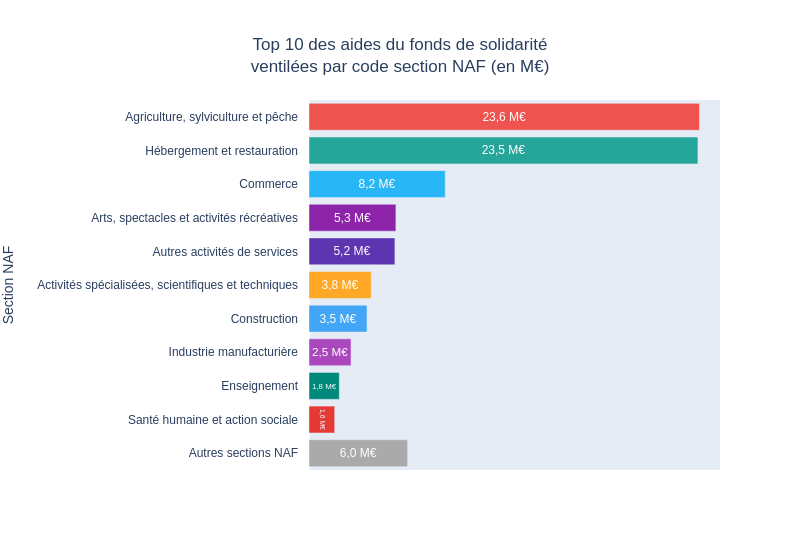 Top 10 des aides du fonds de solidarité
ventilées par code section NAF (en M€)
Section NAF
Agriculture, sylviculture et pêche 23,6 M€
Hébergement et restauration 23,5 M€
Commerce 8,2 M€
Arts, spectacles et activités récréatives 5,3 M€
Autres activités de services 5,2 M€
Activités spécialisées, scientifiques et techniques 3,8 M€
Construction 3,5 M€
Industrie manufacturière 2,5 M€
Enseignement 1,8 M€
Santé humaine et action sociale 1,6 M€
Autres sections NAF 6,0 M€